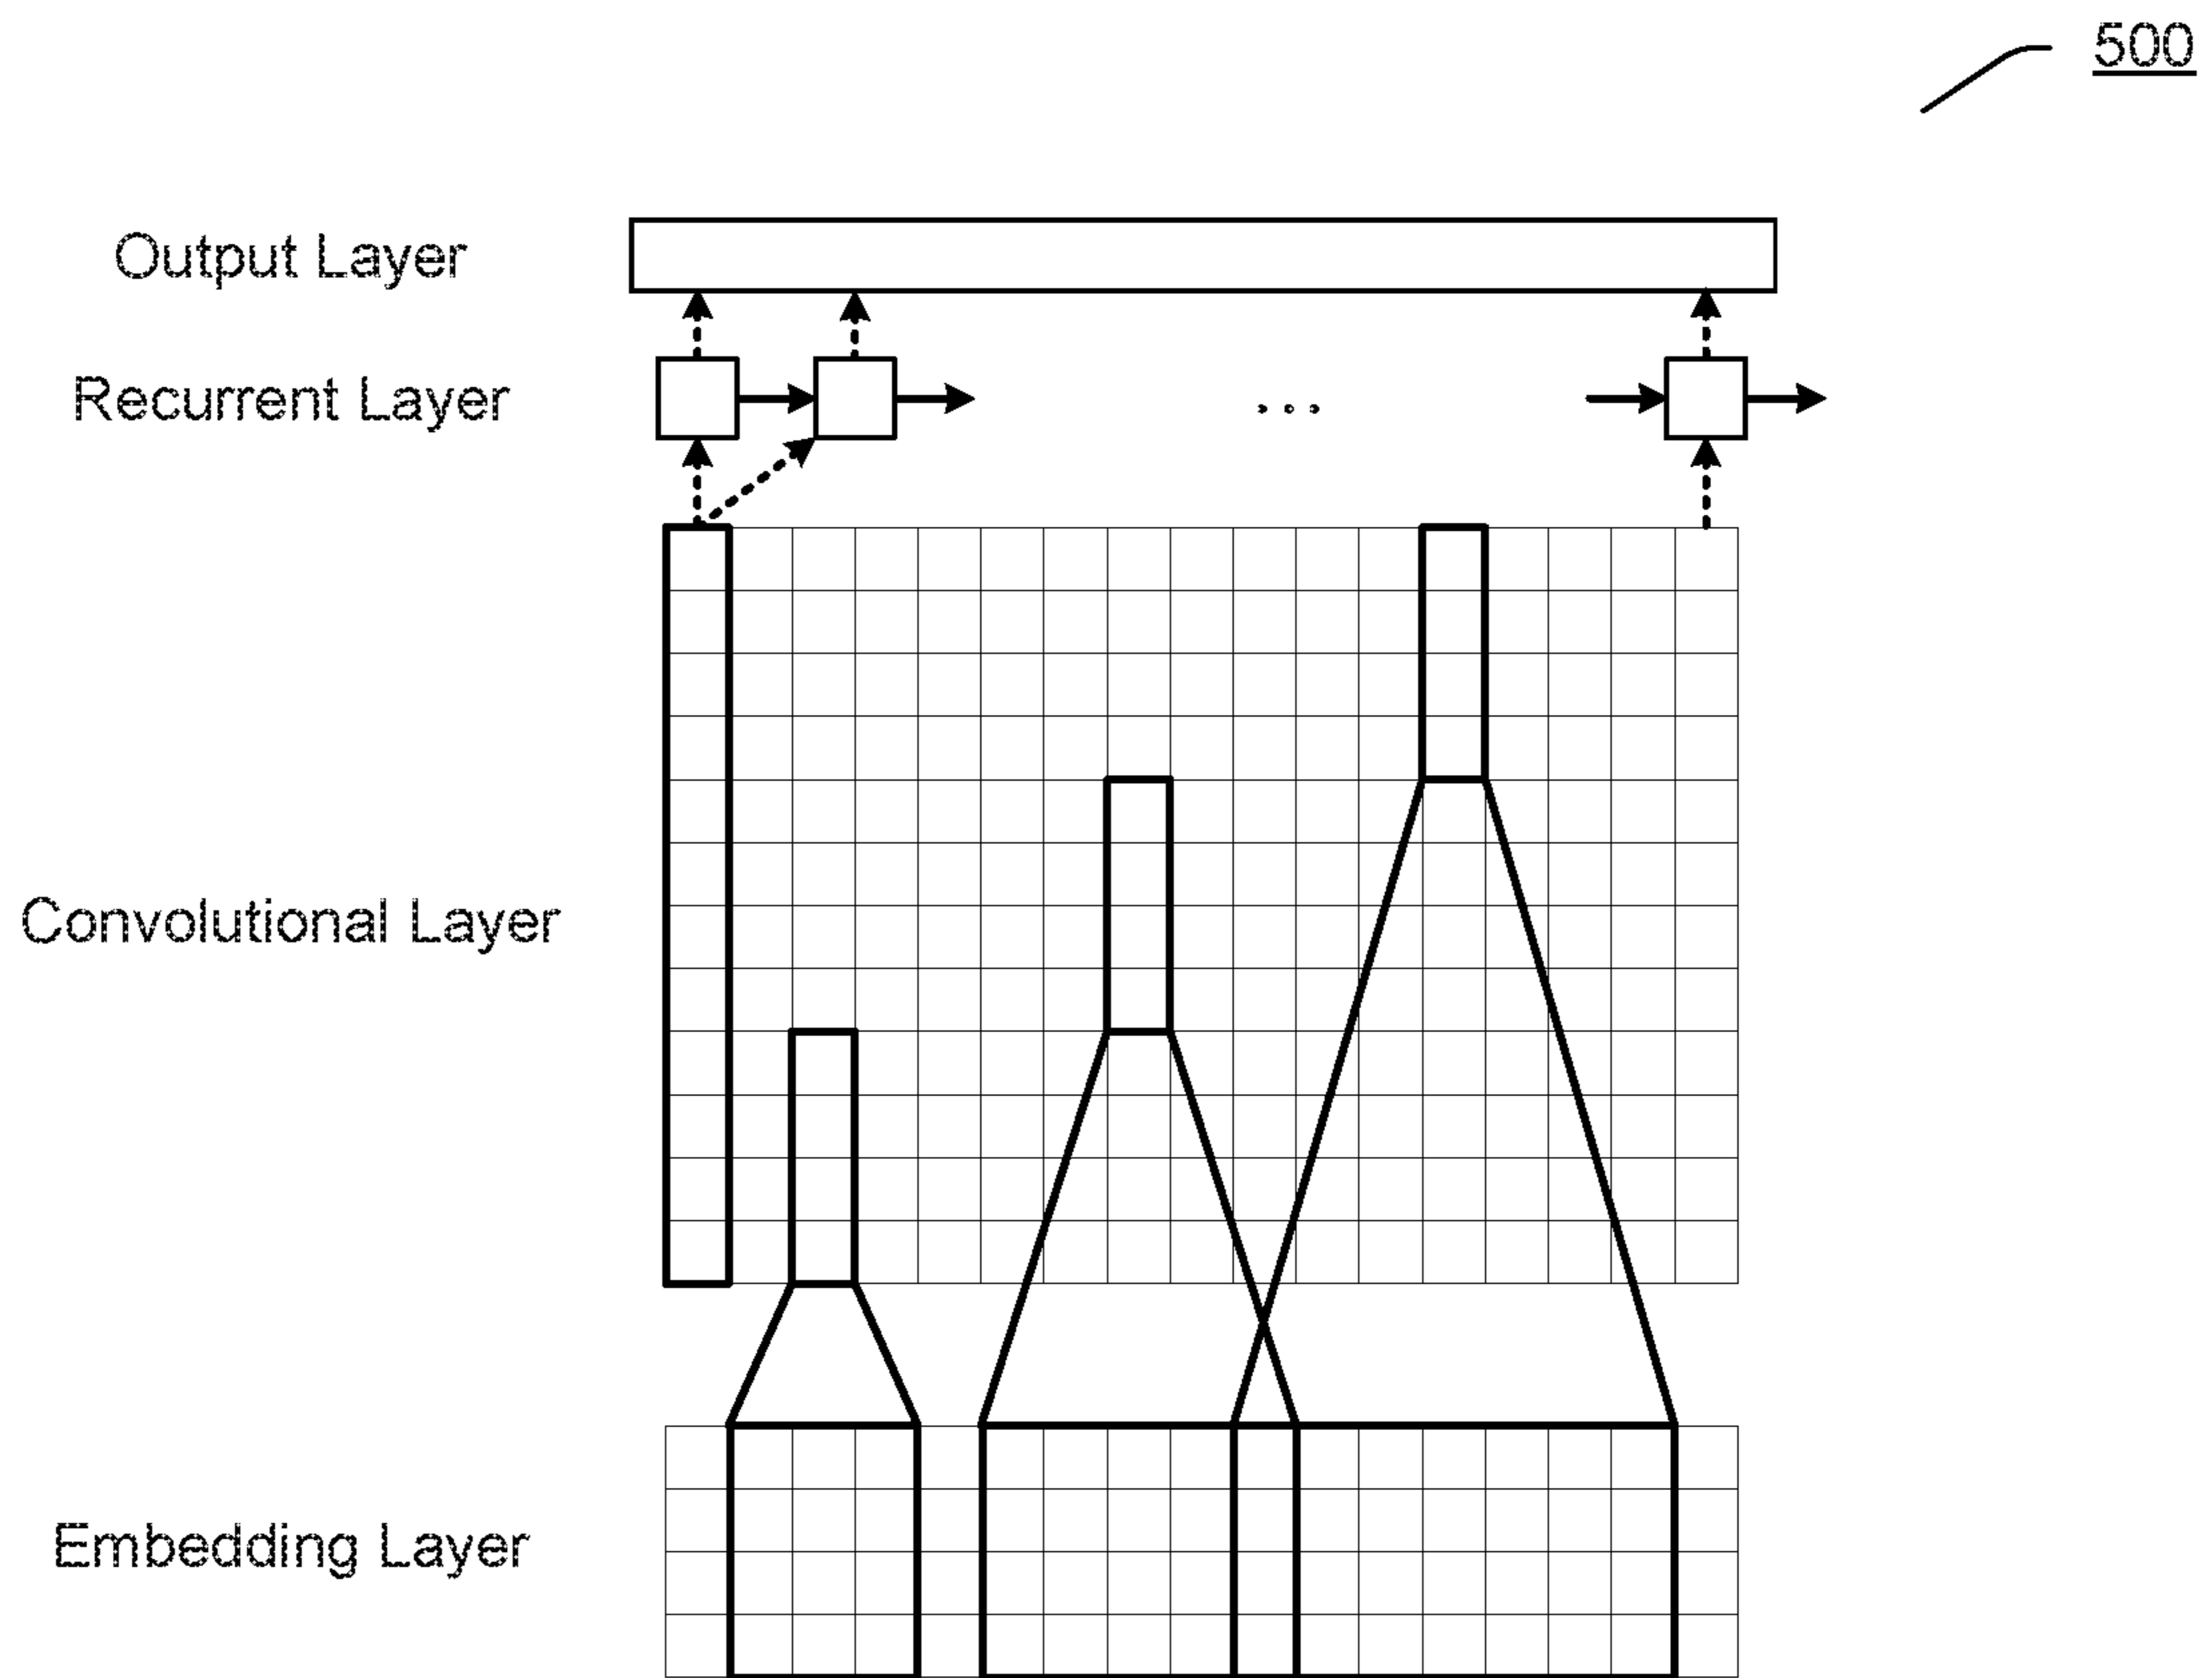 500
Output Layer
Recurrent Layer
...
Convolutional Layer
Embedding Layer